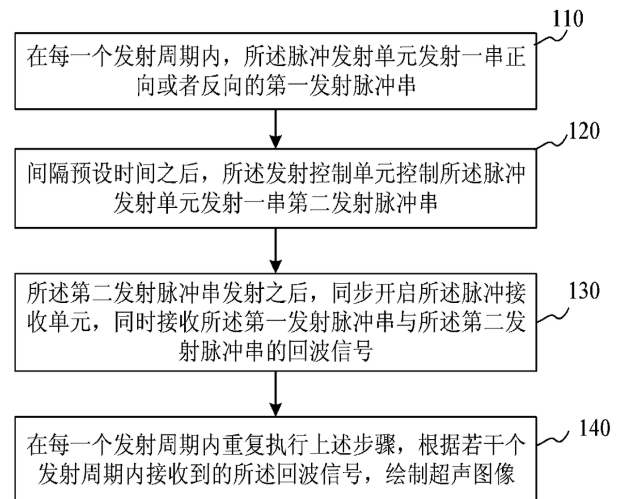 110
在每一个发射周期内，所述脉冲发射单元发射一串正
向或者反向的第一发射脉冲串
120
间隔预设时间之后，所述发射控制单元控制所述脉冲
发射单元发射一串第二发射脉冲串
130
所述第二发射脉冲串发射之后，同步开启所述脉冲接
收单元，同时接收所述第一发射脉冲串与所述第二发
射脉冲串的回波信号
140
在每一个发射周期内重复执行上述步骤，根据若干个
发射周期内接收到的所述回波信号，绘制超声图像